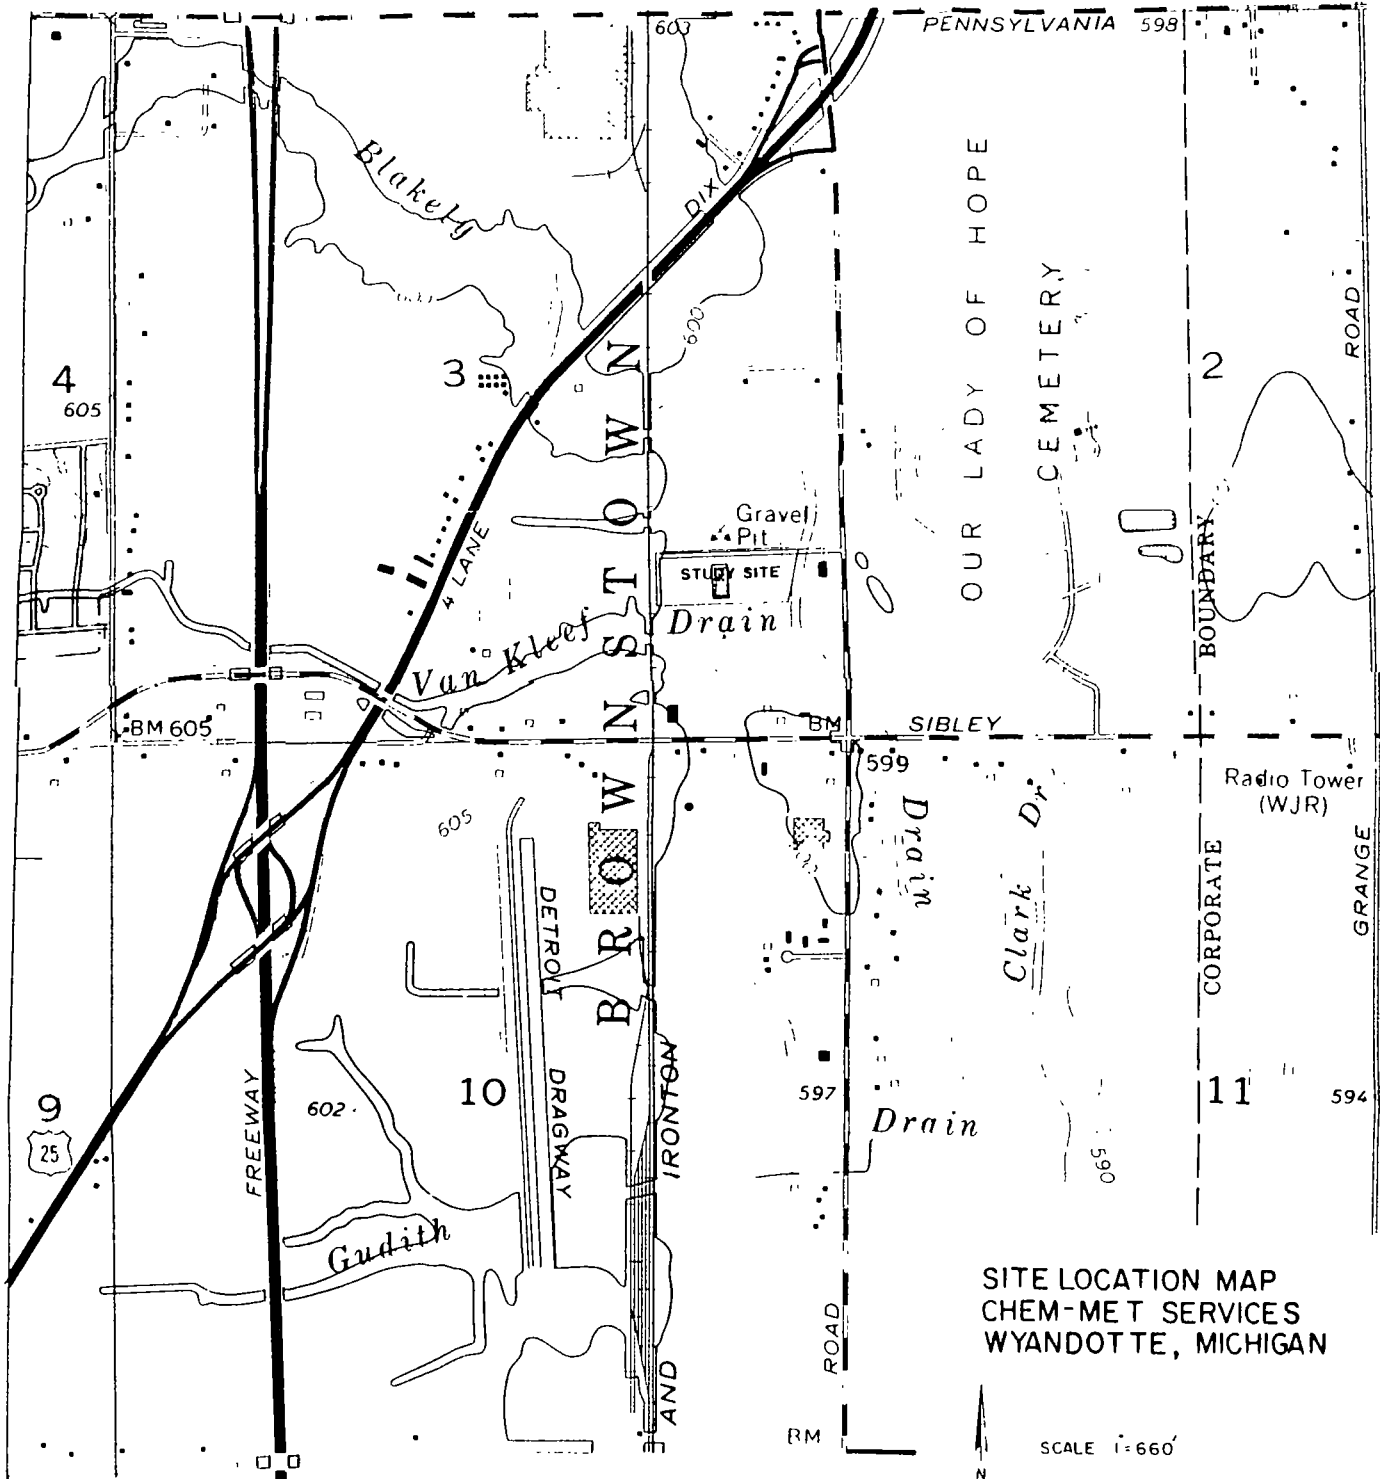 603
PENNSYLVANIA 598
Blakely
DIX
OUR LADY OF HOPE
CEMETERY
ROAD
600
600
4
605
3
2
BROWNSTOWN
4 LANE
Gravel
Pit
STUDY SITE
Drain
Van Kleef
BOUNDARY
BM 605
BM
SIBLEY
599
Radio Tower
(WJR)
605
Drain
Clark Dr
DETROIT
DRAGWAY
CORPORATE
GRANGE
9
25
FREEWAY
602
10
IRONTON
597
Drain
590
11
594
Gudith
AND
ROAD
BM
SITE LOCATION MAP
CHEM-MET SERVICES
WYANDOTTE, MICHIGAN
SCALE 1"=660'
N